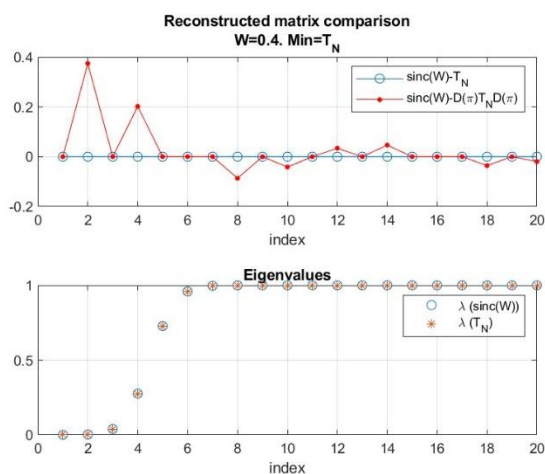 Reconstructed matrix comparison
W=0.4. Min=T_N
0.4
0.2
0
-0.2
sinc(W)-T_N
sinc(W)-D(π)T_ND(π)
0 2 4 6 8 10 12 14 16 18 20
index
Eigenvalues
1
0.5
0
λ (sinc(W))
λ (T_N)
0 2 4 6 8 10 12 14 16 18 20
index